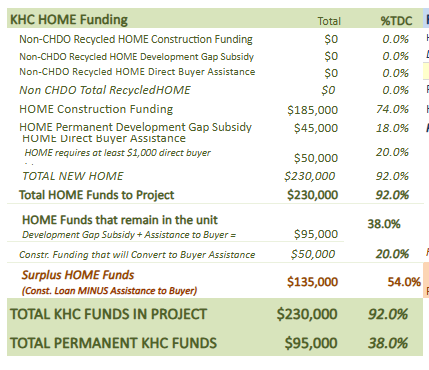 KHC HOME Funding Total %TDC
Non-CHDO Recycled HOME Construction Funding $0 0.0%
Non-CHDO Recycled HOME Development Gap Subsidy $0 0.0%
Non-CHDO Recycled HOME Direct Buyer Assistance $0 0.0%
Non CHDO Total RecycledHOME $0 0.0%
HOME Construction Funding $185,000 74.0%
HOME Permanent Development Gap Subsidy $45,000 18.0%
HOME Direct Buyer Assistance
HOME requires at least $1,000 direct buyer $50,000 20.0%
TOTAL NEW HOME $230,000 92.0%
Total HOME Funds to Project $230,000 92.0%
HOME Funds that remain in the unit 38.0%
Development Gap Subsidy + Assistance to Buyer = $95,000
Constr. Funding that will Convert to Buyer Assistance $50,000 20.0%
Surplus HOME Funds
(Const. Loan MINUS Assistance to Buyer) $135,000 54.0%
TOTAL KHC FUNDS IN PROJECT $230,000 92.0%
TOTAL PERMANENT KHC FUNDS $95,000 38.0%